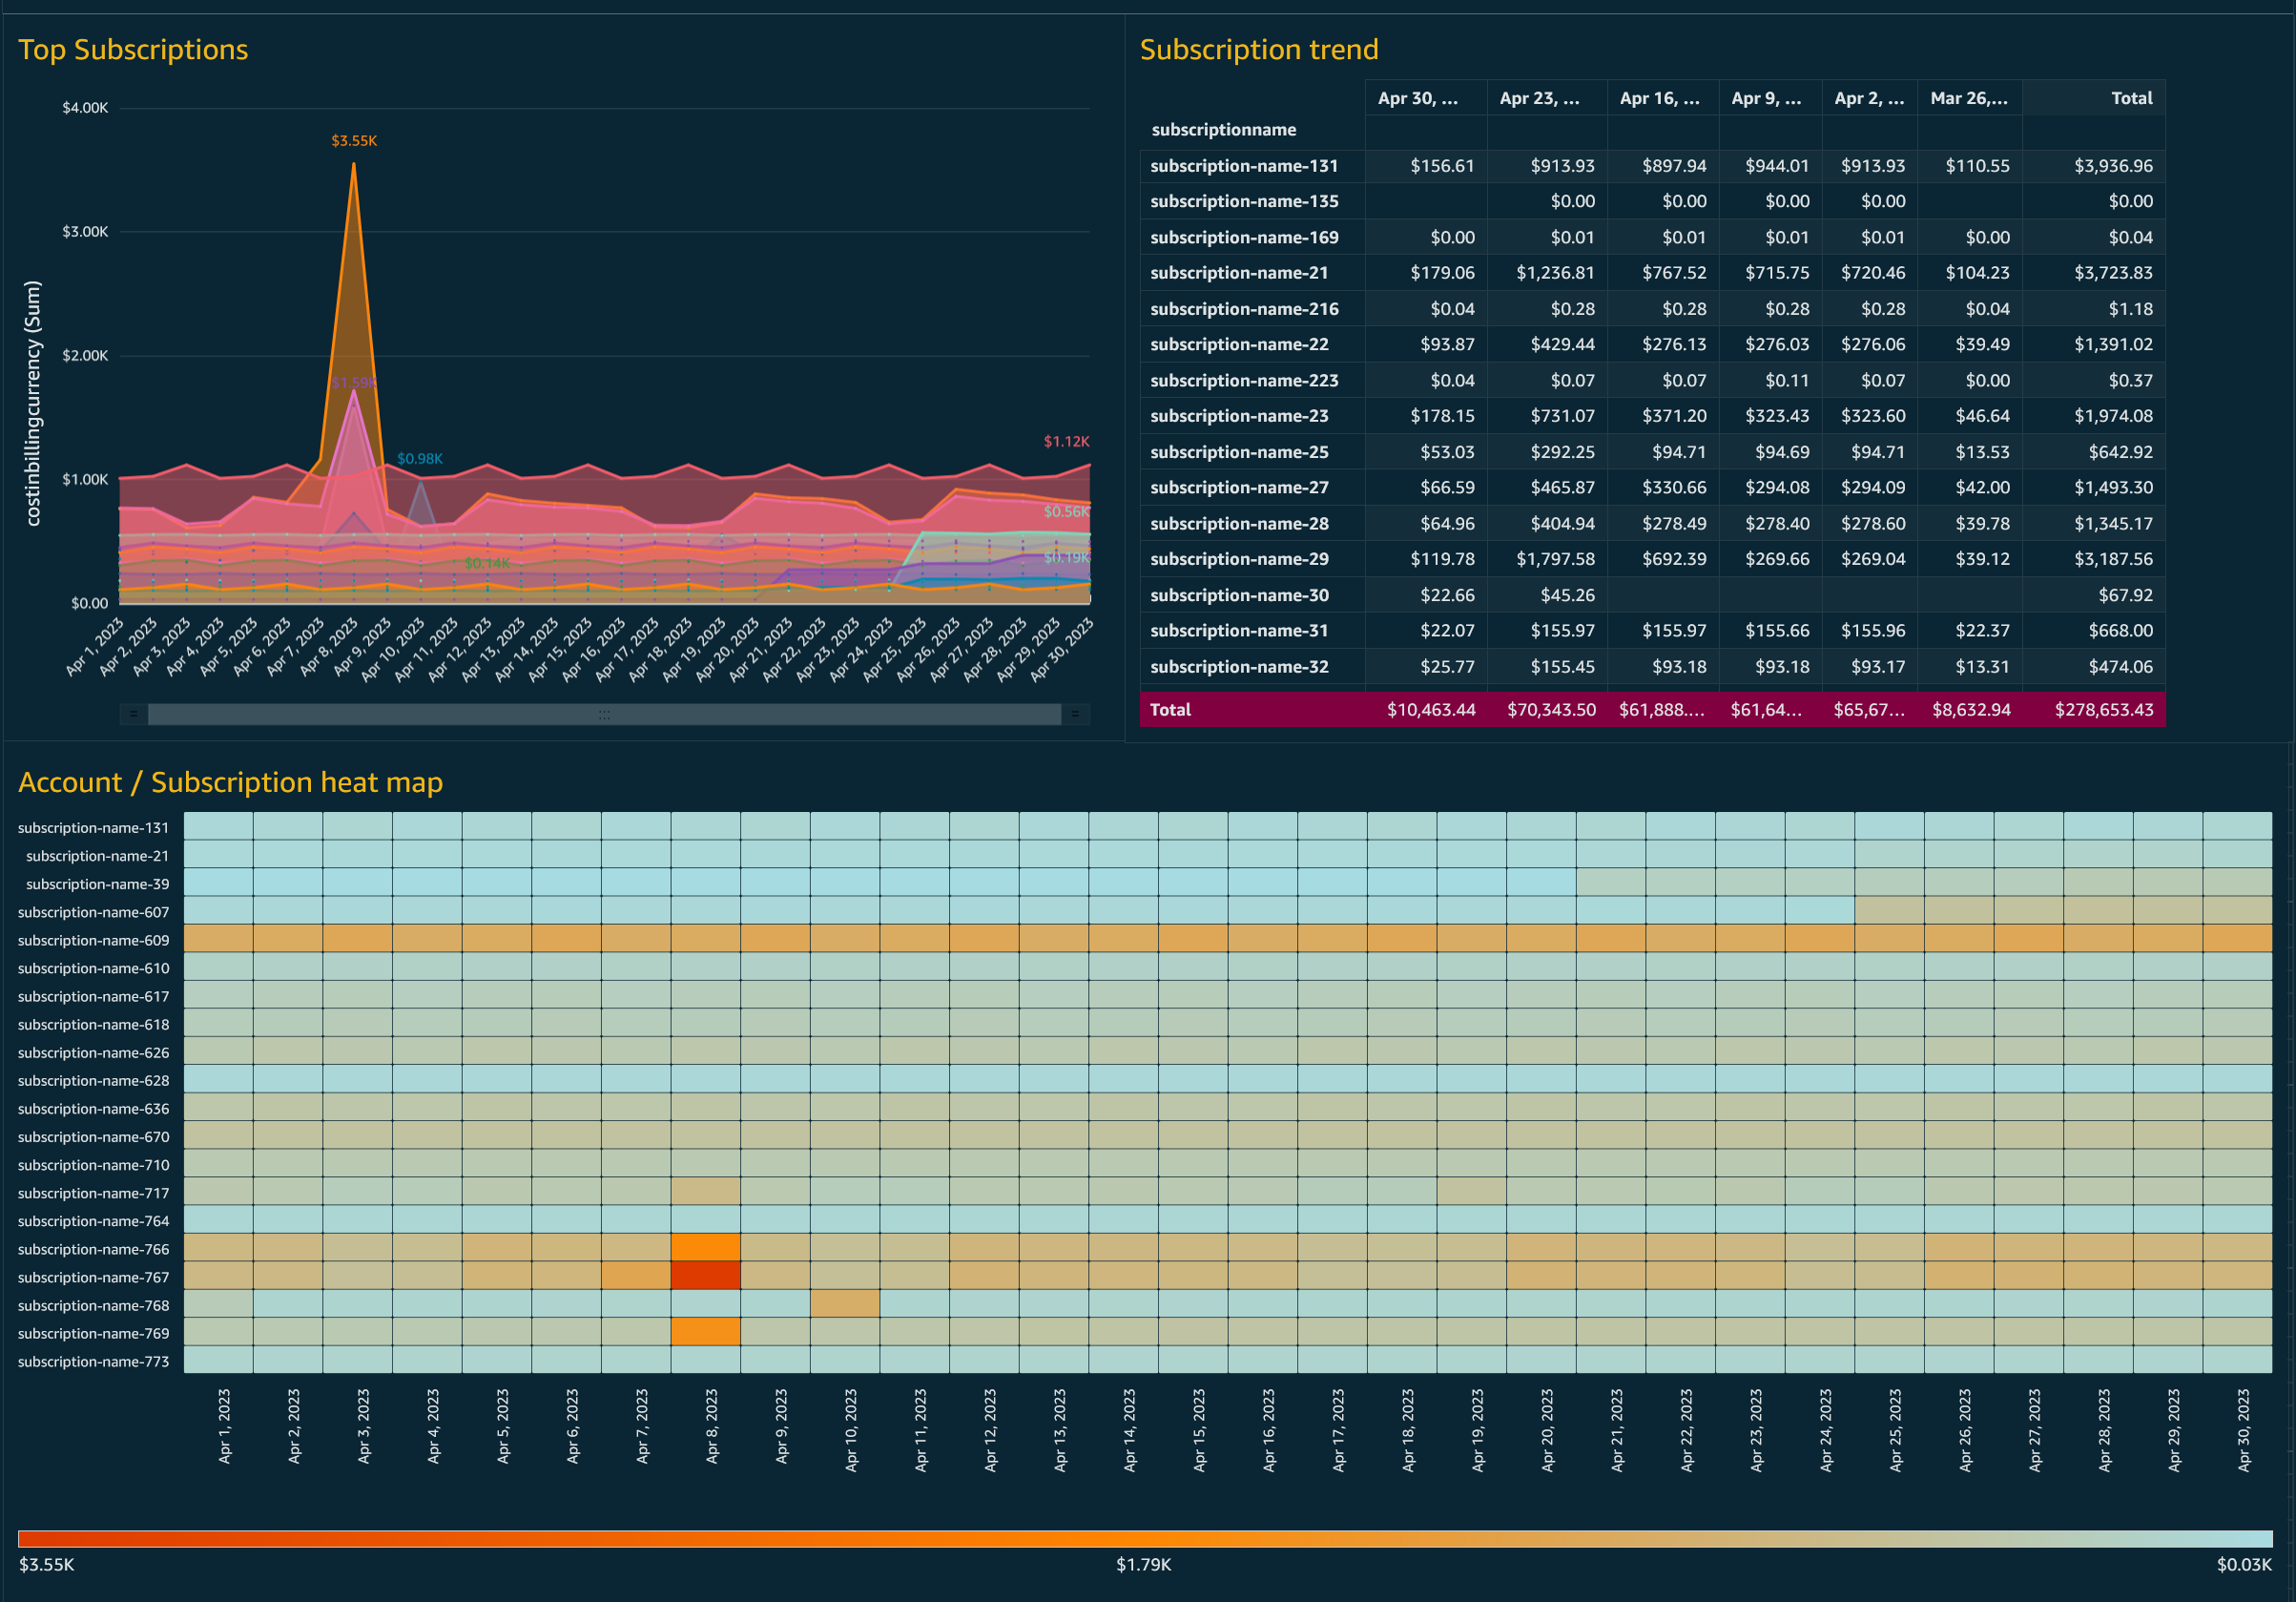 Top Subscriptions
$4.00K
$3.00K
$2.00K
$1.00K
$0.00
costinbillingcurrency (Sum)
$3.55K
$1.59K
$0.98K
$0.14K
$1.12K
$0.56K
$0.19K
Apr 1, 2023
Apr 2, 2023
Apr 3, 2023
Apr 4, 2023
Apr 5, 2023
Apr 6, 2023
Apr 7, 2023
Apr 8, 2023
Apr 9, 2023
Apr 10, 2023
Apr 11, 2023
Apr 12, 2023
Apr 13, 2023
Apr 14, 2023
Apr 15, 2023
Apr 16, 2023
Apr 17, 2023
Apr 18, 2023
Apr 19, 2023
Apr 20, 2023
Apr 21, 2023
Apr 22, 2023
Apr 23, 2023
Apr 24, 2023
Apr 25, 2023
Apr 26, 2023
Apr 27, 2023
Apr 28, 2023
Apr 29, 2023
Apr 30, 2023
Subscription trend
Apr 30, ... Apr 23, ... Apr 16, ... Apr 9, ... Apr 2, ... Mar 26,... Total
subscriptionname
subscription-name-131 $156.61 $913.93 $897.94 $944.01 $913.93 $110.55 $3,936.96
subscription-name-135 $0.00 $0.00 $0.00 $0.00 $0.00
subscription-name-169 $0.00 $0.01 $0.01 $0.01 $0.01 $0.00 $0.04
subscription-name-21 $179.06 $1,236.81 $767.52 $715.75 $720.46 $104.23 $3,723.83
subscription-name-216 $0.04 $0.28 $0.28 $0.28 $0.28 $0.04 $1.18
subscription-name-22 $93.87 $429.44 $276.13 $276.03 $276.06 $39.49 $1,391.02
subscription-name-223 $0.04 $0.07 $0.07 $0.11 $0.07 $0.00 $0.37
subscription-name-23 $178.15 $731.07 $371.20 $323.43 $323.60 $46.64 $1,974.08
subscription-name-25 $53.03 $292.25 $94.71 $94.69 $94.71 $13.53 $642.92
subscription-name-27 $66.59 $465.87 $330.66 $294.08 $294.09 $42.00 $1,493.30
subscription-name-28 $64.96 $404.94 $278.49 $278.40 $278.60 $39.78 $1,345.17
subscription-name-29 $119.78 $1,797.58 $692.39 $269.66 $269.04 $39.12 $3,187.56
subscription-name-30 $22.66 $45.26 $67.92
subscription-name-31 $22.07 $155.97 $155.97 $155.66 $155.96 $22.37 $668.00
subscription-name-32 $25.77 $155.45 $93.18 $93.18 $93.17 $13.31 $474.06
Total $10,463.44 $70,343.50 $61,888.... $61,64... $65,67... $8,632.94 $278,653.43
Account / Subscription heat map
subscription-name-131
subscription-name-21
subscription-name-39
subscription-name-607
subscription-name-609
subscription-name-610
subscription-name-617
subscription-name-618
subscription-name-626
subscription-name-628
subscription-name-636
subscription-name-670
subscription-name-710
subscription-name-717
subscription-name-764
subscription-name-766
subscription-name-767
subscription-name-768
subscription-name-769
subscription-name-773
Apr 1, 2023
Apr 2, 2023
Apr 3, 2023
Apr 4, 2023
Apr 5, 2023
Apr 6, 2023
Apr 7, 2023
Apr 8, 2023
Apr 9, 2023
Apr 10, 2023
Apr 11, 2023
Apr 12, 2023
Apr 13, 2023
Apr 14, 2023
Apr 15, 2023
Apr 16, 2023
Apr 17, 2023
Apr 18, 2023
Apr 19, 2023
Apr 20, 2023
Apr 21, 2023
Apr 22, 2023
Apr 23, 2023
Apr 24, 2023
Apr 25, 2023
Apr 26, 2023
Apr 27, 2023
Apr 28, 2023
Apr 29, 2023
Apr 30, 2023
$3.55K $1.79K $0.03K